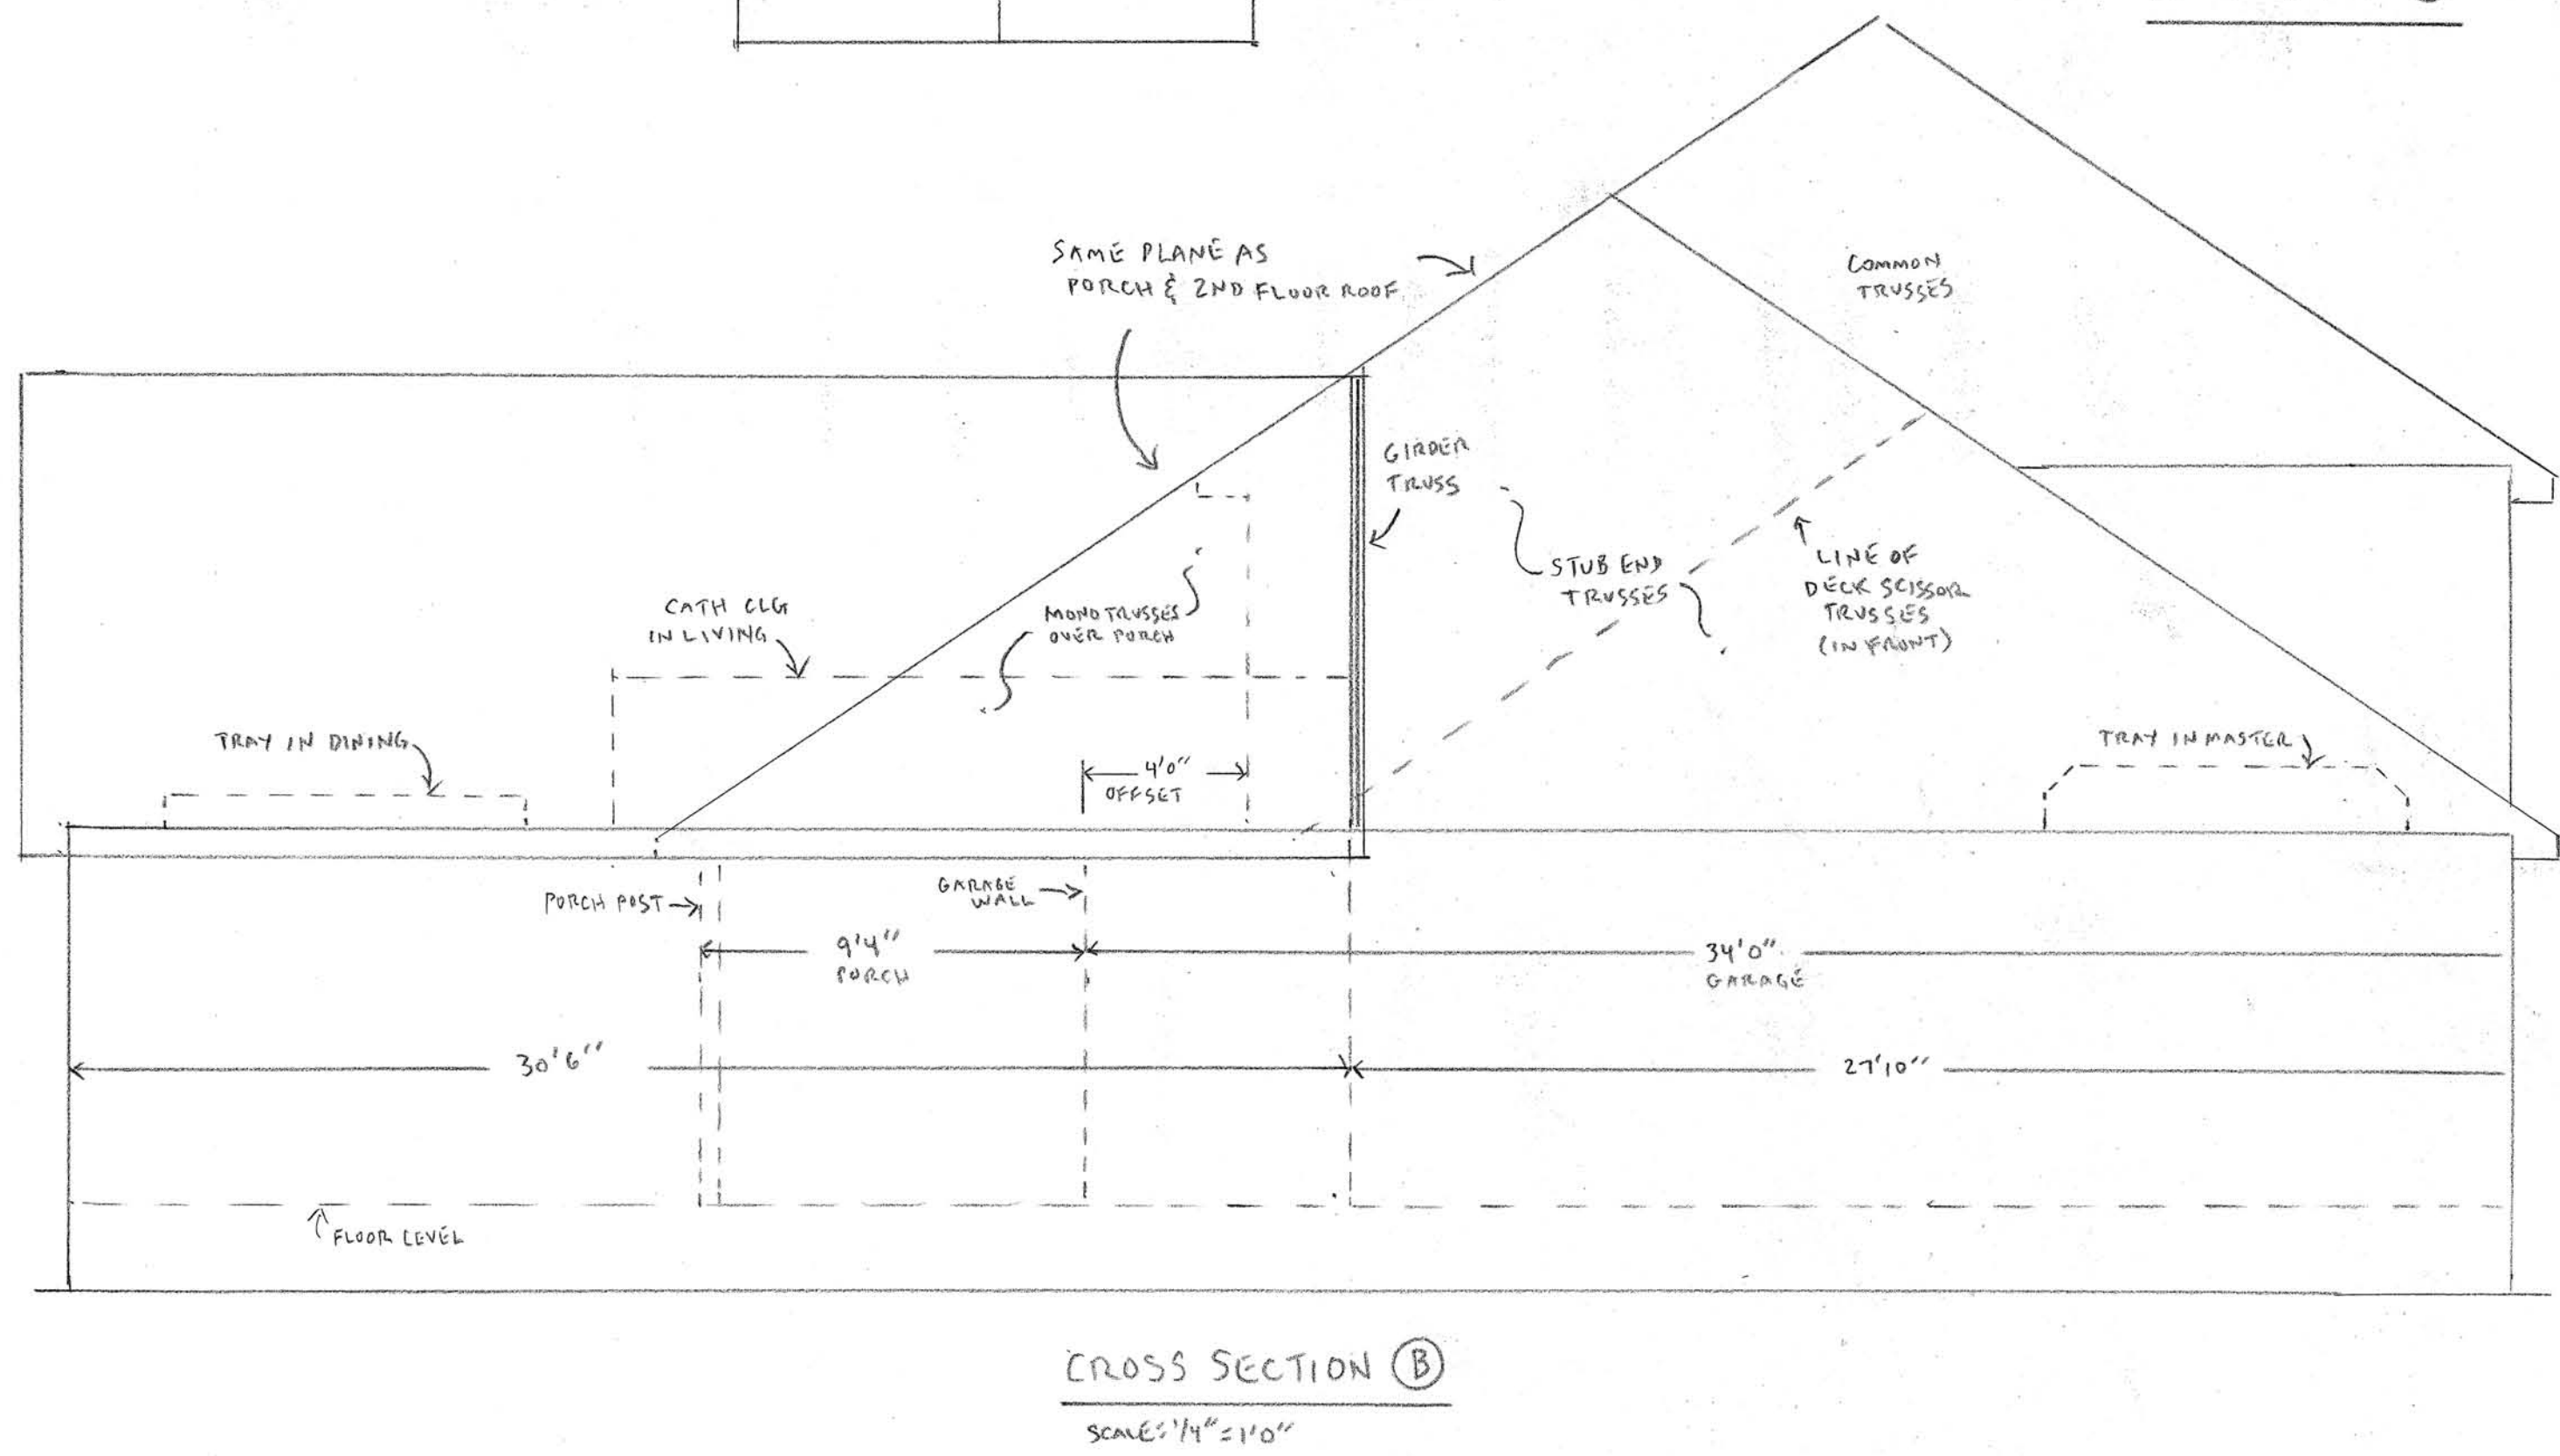 SAME PLANE AS
PORCH & 2ND FLOOR ROOF
COMMON
TRUSSES
GIRDER
TRUSS
STUB END
TRUSSES
LINE OF
DECK SCISSOR
TRUSSES
(IN FRONT)
CATH CLG
IN LIVING
MONO TRUSSES
OVER PORCH
TRAY IN DINING
4'0"
OFFSET
TRAY IN MASTER
PORCH POST
GARAGE
WALL
9'4"
PORCH
34'0"
GARAGE
30'6"
27'10"
FLOOR LEVEL
CROSS SECTION B
SCALE: 1/4" = 1'0"